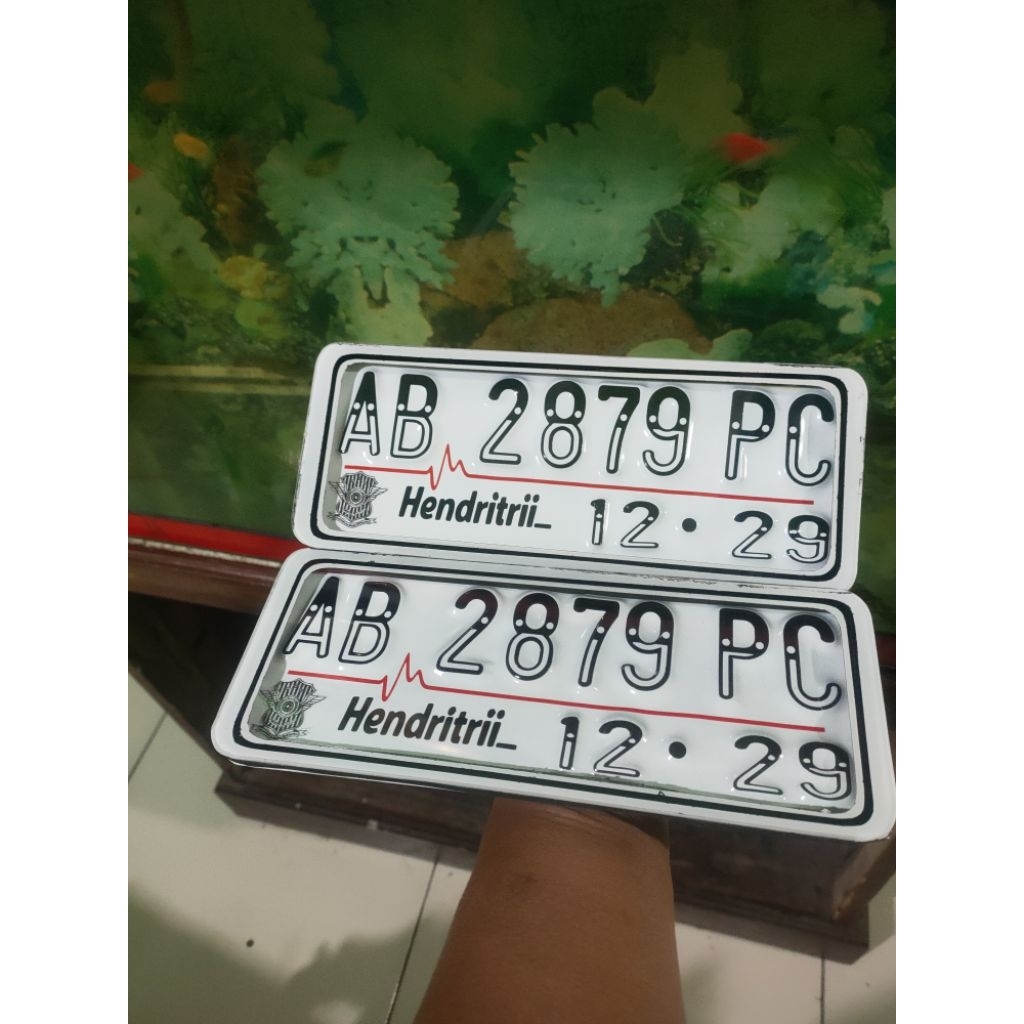 AB 2879 PC
Hendritrii_
12 · 29
AB 2879 PC
Hendritrii_
12 · 29